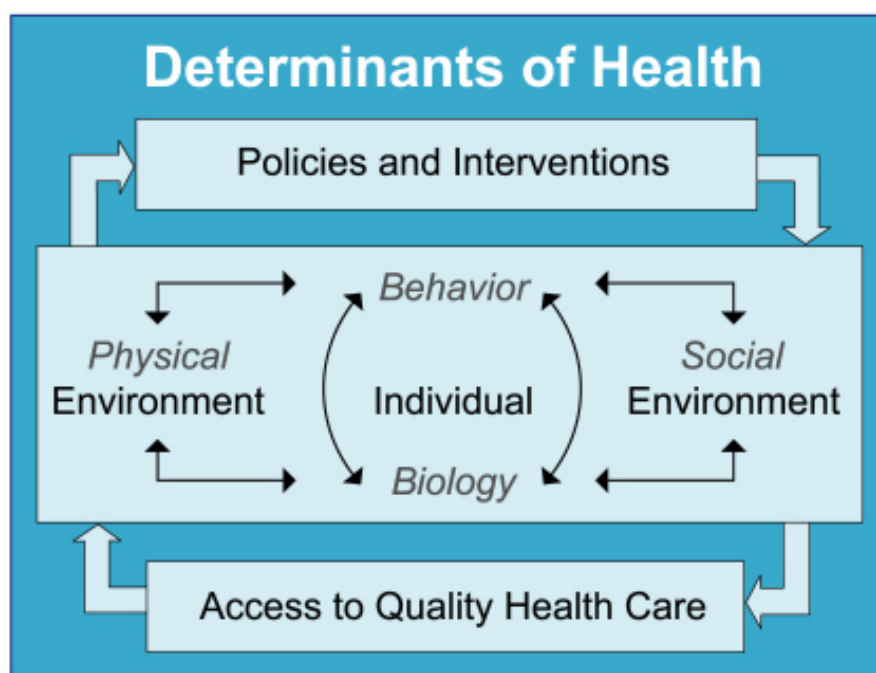 Determinants of Health
Policies and Interventions
Behavior
Physical
Environment
Individual
Social
Environment
Biology
Access to Quality Health Care